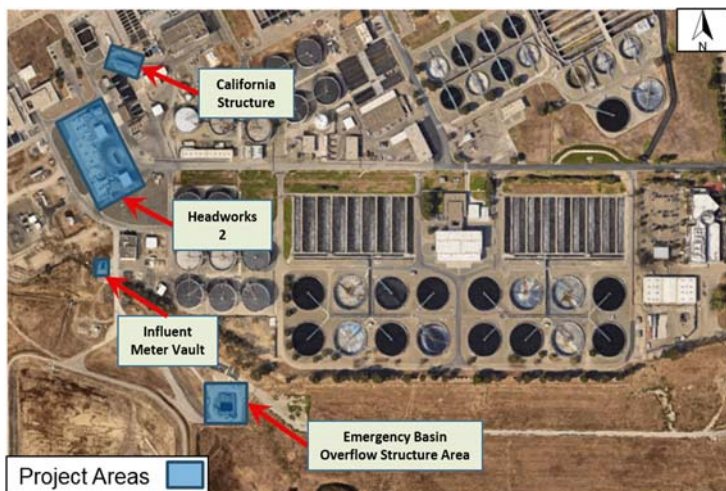 N
California
Structure
Headworks
2
Influent
Meter Vault
Emergency Basin
Overflow Structure Area
Project Areas